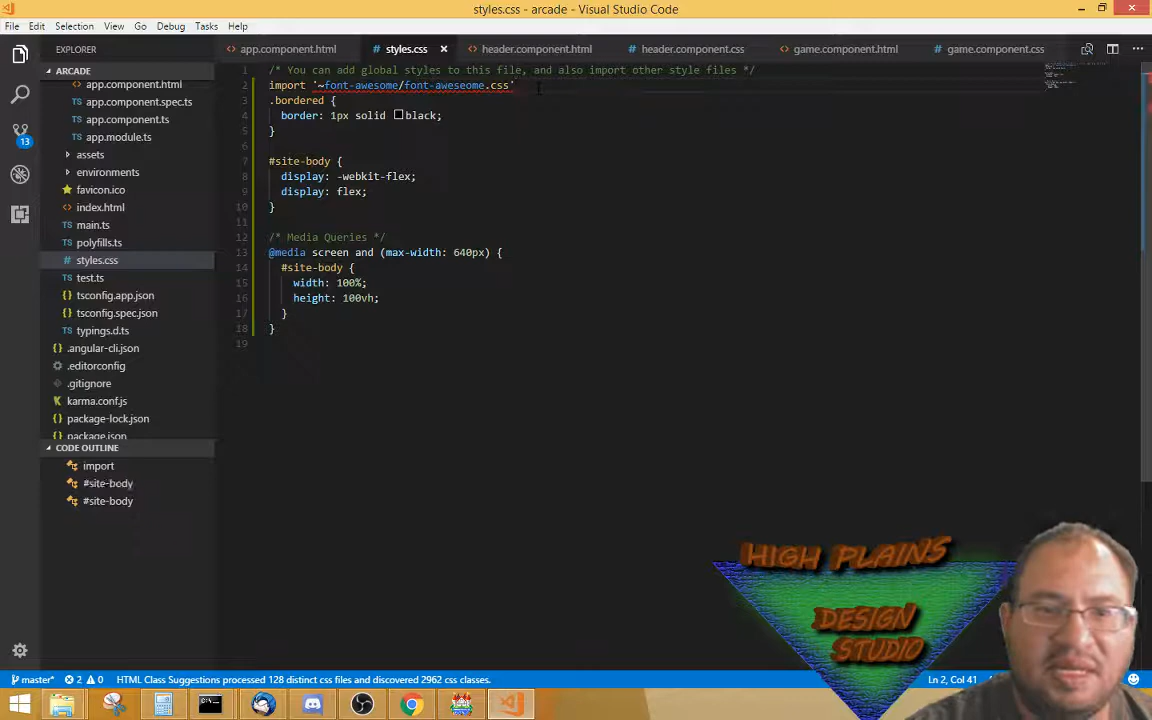 styles.css - arcade - Visual Studio Code
File Edit Selection View Go Debug Tasks Help
EXPLORER
app.component.html
styles.css
header.component.html
header.component.css
game.component.html
game.component.css
ARCADE
app.component.html
app.component.spec.ts
app.component.ts
app.module.ts
assets
environments
favicon.ico
index.html
main.ts
polyfills.ts
styles.css
test.ts
tsconfig.app.json
tsconfig.spec.json
typings.d.ts
.angular-cli.json
.editorconfig
.gitignore
karma.conf.js
package-lock.json
package.json
CODE OUTLINE
import
#site-body
#site-body
13
1 /* You can add global styles to this file, and also import other style files */
2 import `~font-awesome/font-aweseome.css`
3 .bordered {
4 border: 1px solid black;
5 }
6
7 #site-body {
8 display: -webkit-flex;
9 display: flex;
10 }
11
12 /* Media Queries */
13 @media screen and (max-width: 640px) {
14 #site-body {
15 width: 100%;
16 height: 100vh;
17 }
18 }
19
HIGH PLAINS
DESIGN
STUDIO
master* 2 0 HTML Class Suggestions processed 128 distinct css files and discovered 2962 css classes.
Ln 2, Col 41